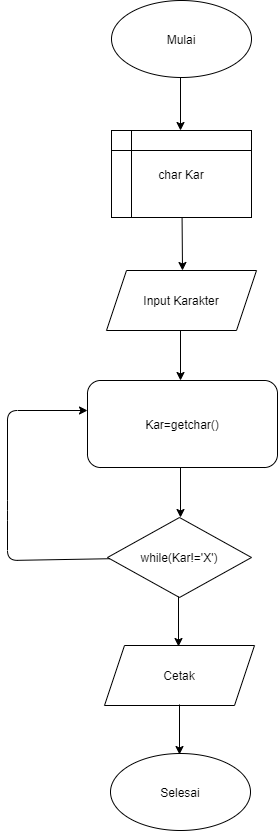 Mulai
char Kar
Input Karakter
Kar=getchar()
while(Kar!='X')
Cetak
Selesai